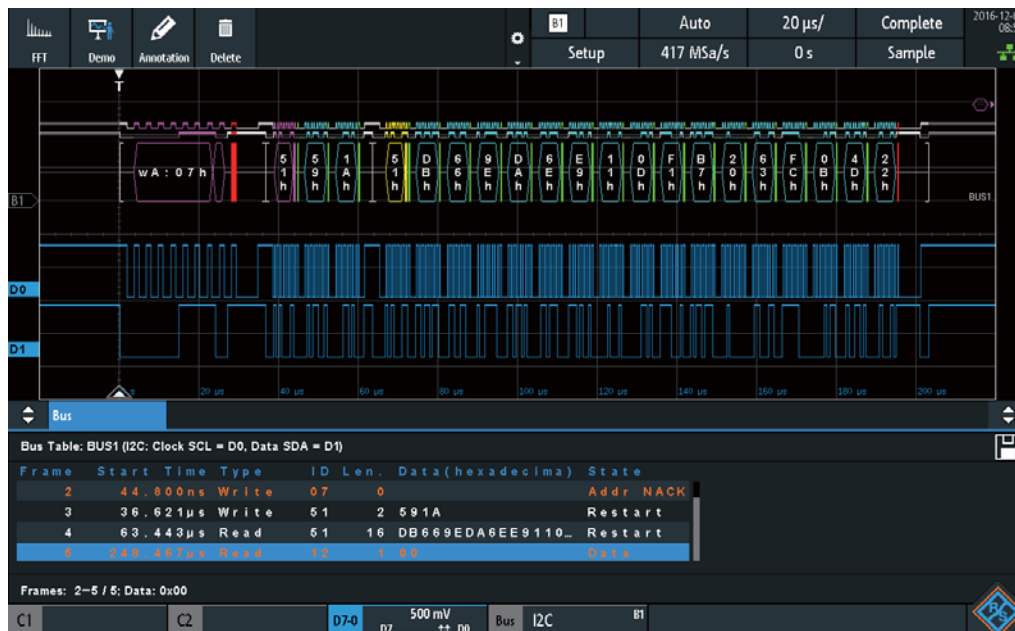 B1 Auto 20 µs/ Complete 2016-12-0
FFT Demo Annotation Delete Setup 417 MSa/s 0 s Sample
T
wA:07h 51h 59h 1Ah 51h DBh 66h 9Eh DAh 6Eh E9h 11h 0Dh F1h B7h 20h 63h FCh 0Bh 4Dh 22h
B1 BUS1
D0
D1
20 µs 40 µs 60 µs 80 µs 100 µs 120 µs 140 µs 160 µs 180 µs 200 µs
Bus
Bus Table: BUS1 (I2C: Clock SCL = D0, Data SDA = D1)
Frame Start Time Type ID Len. Data(hexadecima) State
2 44.800ns Write 07 0 Addr NACK
3 36.621µs Write 51 2 591A Restart
4 63.443µs Read 51 16 DB669EDA6EE9110… Restart
5 248.467µs Read 12 1 00 Data
Frames: 2–5 / 5; Data: 0x00
C1 C2 D7-0 500 mV Bus I2C B1
R&S